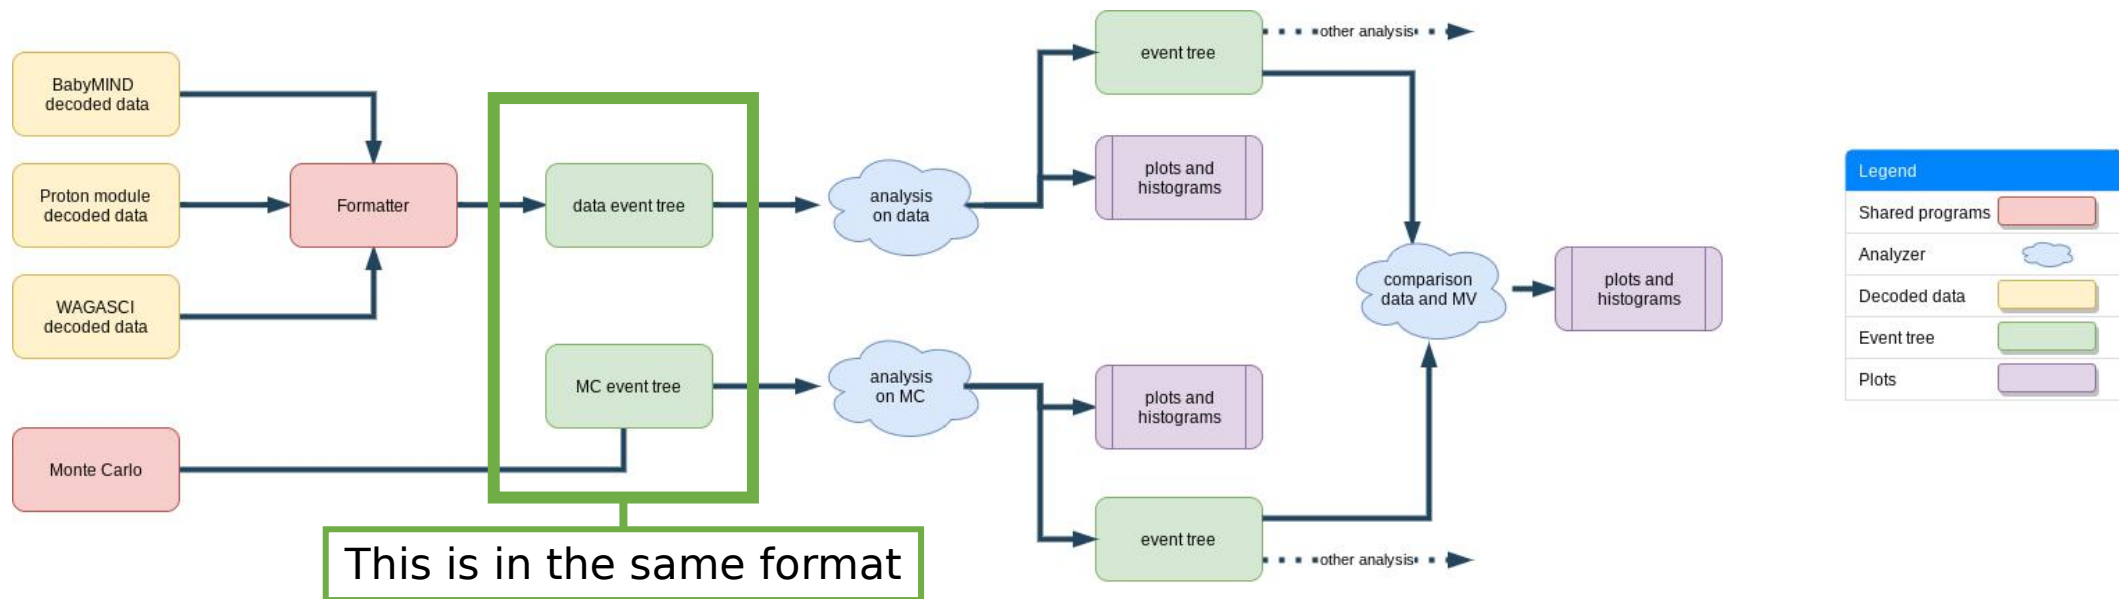 BabyMIND
decoded data
Proton module
decoded data
WAGASCI
decoded data
Monte Carlo
Formatter
data event tree
MC event tree
This is in the same format
analysis
on data
analysis
on MC
event tree
other analysis
plots and
histograms
plots and
histograms
event tree
other analysis
comparison
data and MV
plots and
histograms
Legend
Shared programs
Analyzer
Decoded data
Event tree
Plots